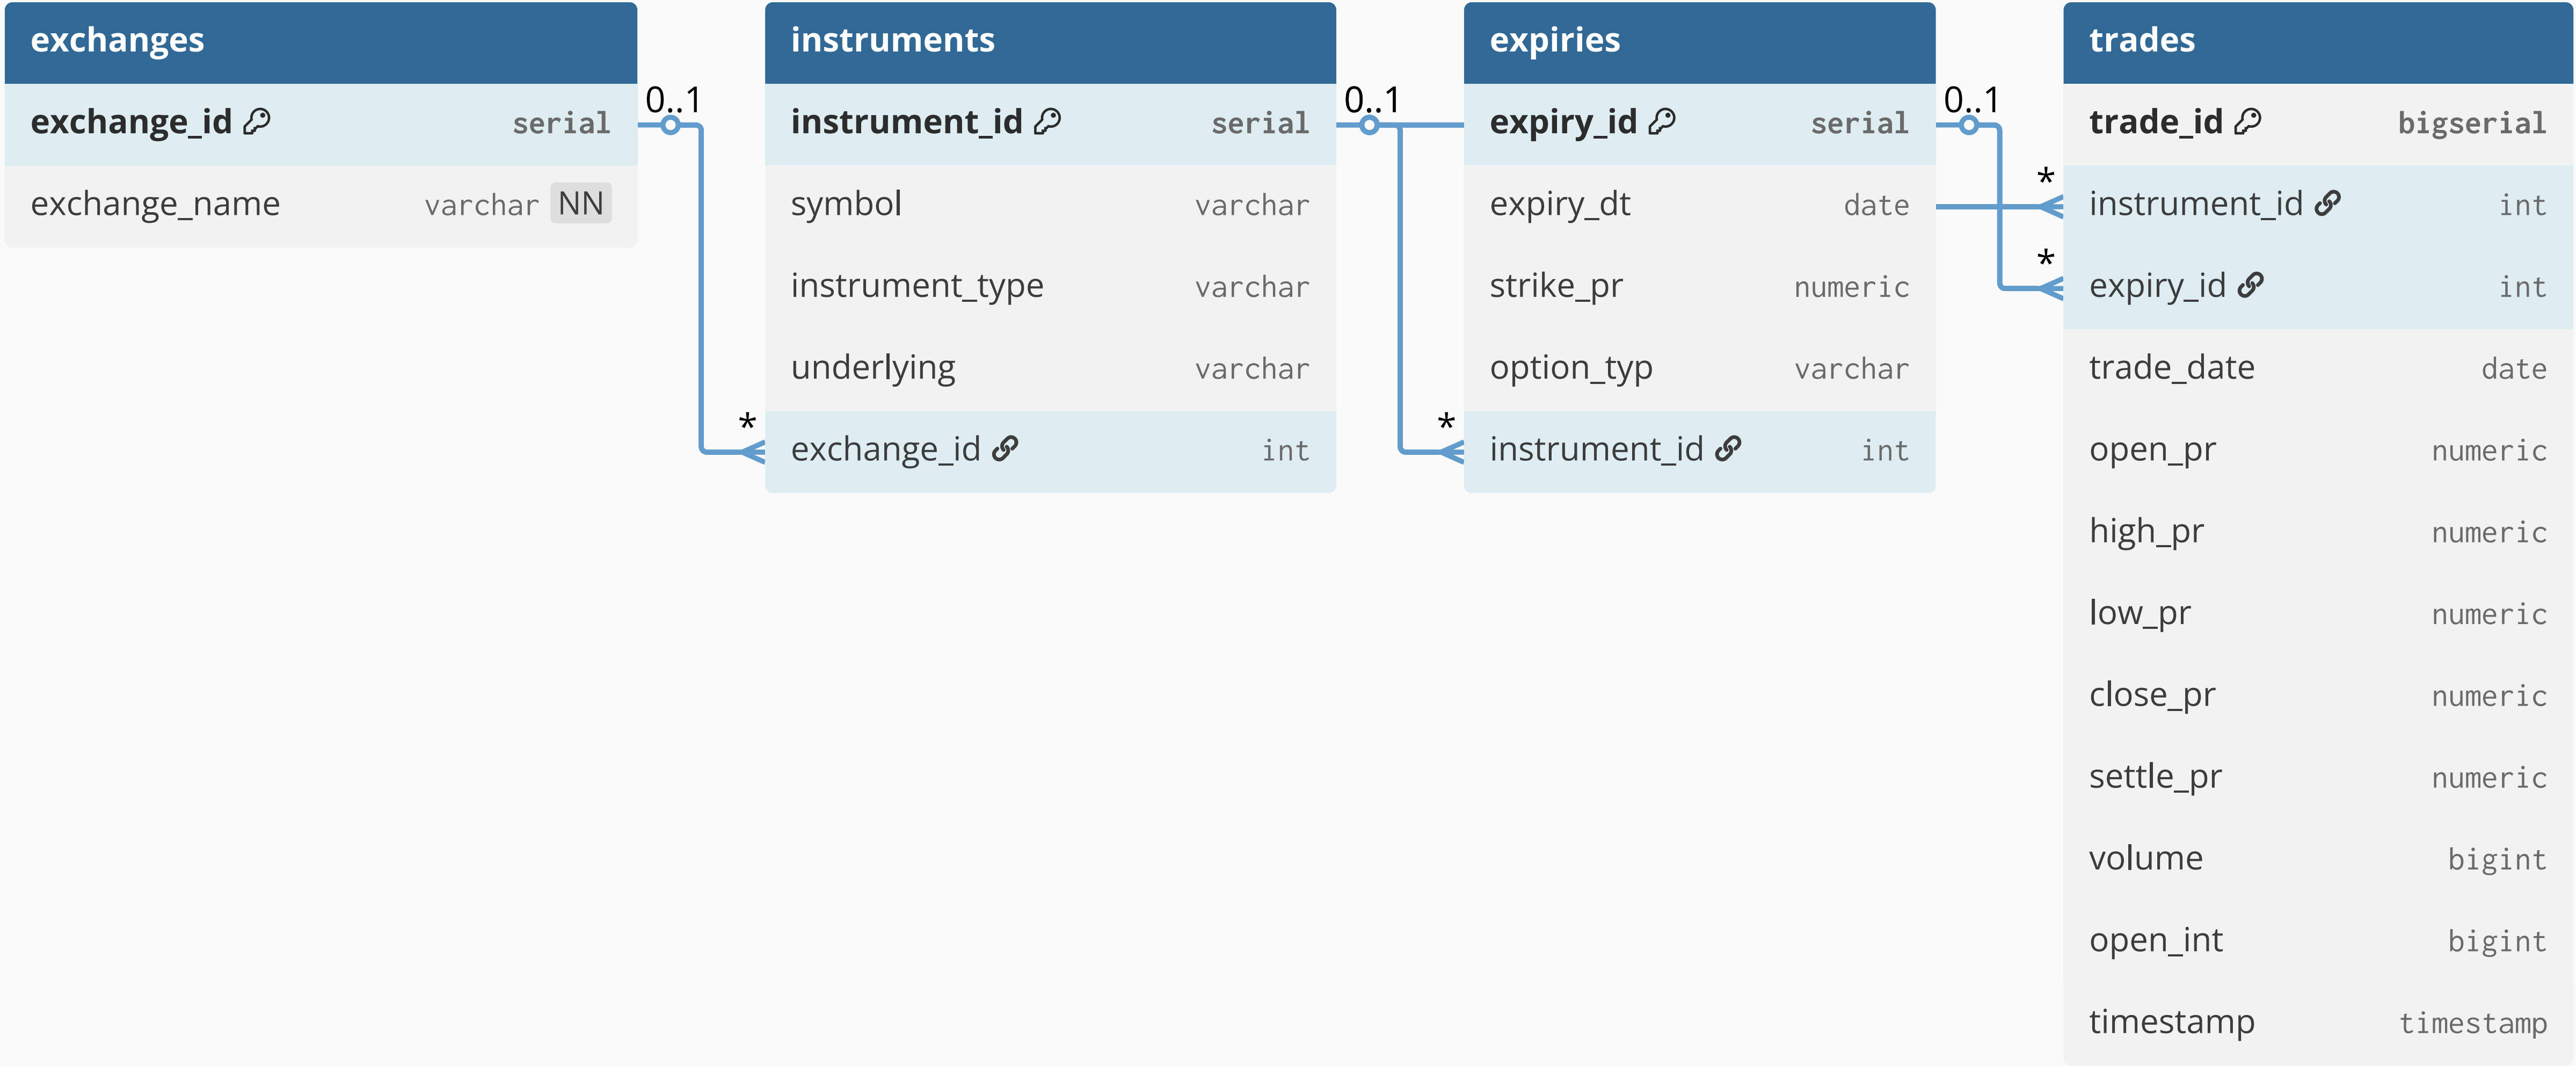 exchanges
exchange_id serial
exchange_name varchar NN
0..1
*
instruments
instrument_id serial
symbol varchar
instrument_type varchar
underlying varchar
exchange_id int
0..1
*
expiries
expiry_id serial
expiry_dt date
strike_pr numeric
option_typ varchar
instrument_id int
0..1
*
*
trades
trade_id bigserial
instrument_id int
expiry_id int
trade_date date
open_pr numeric
high_pr numeric
low_pr numeric
close_pr numeric
settle_pr numeric
volume bigint
open_int bigint
timestamp timestamp